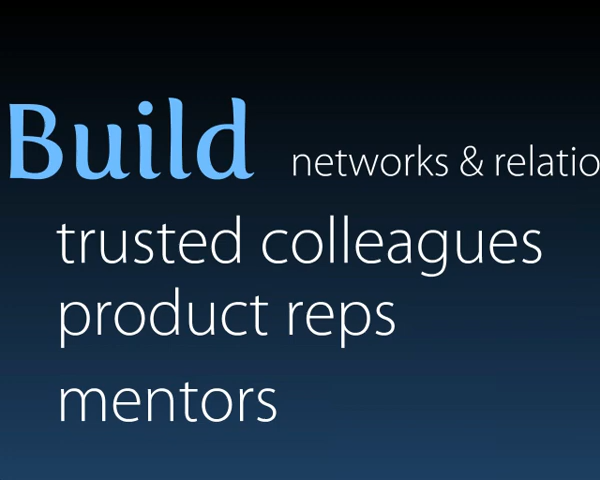 Build networks & relatio
trusted colleagues
product reps
mentors